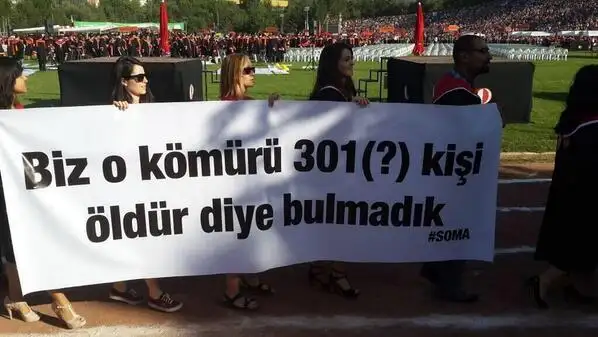 Biz o kömürü 301(?) kişi
öldür diye bulmadık
#SOMA